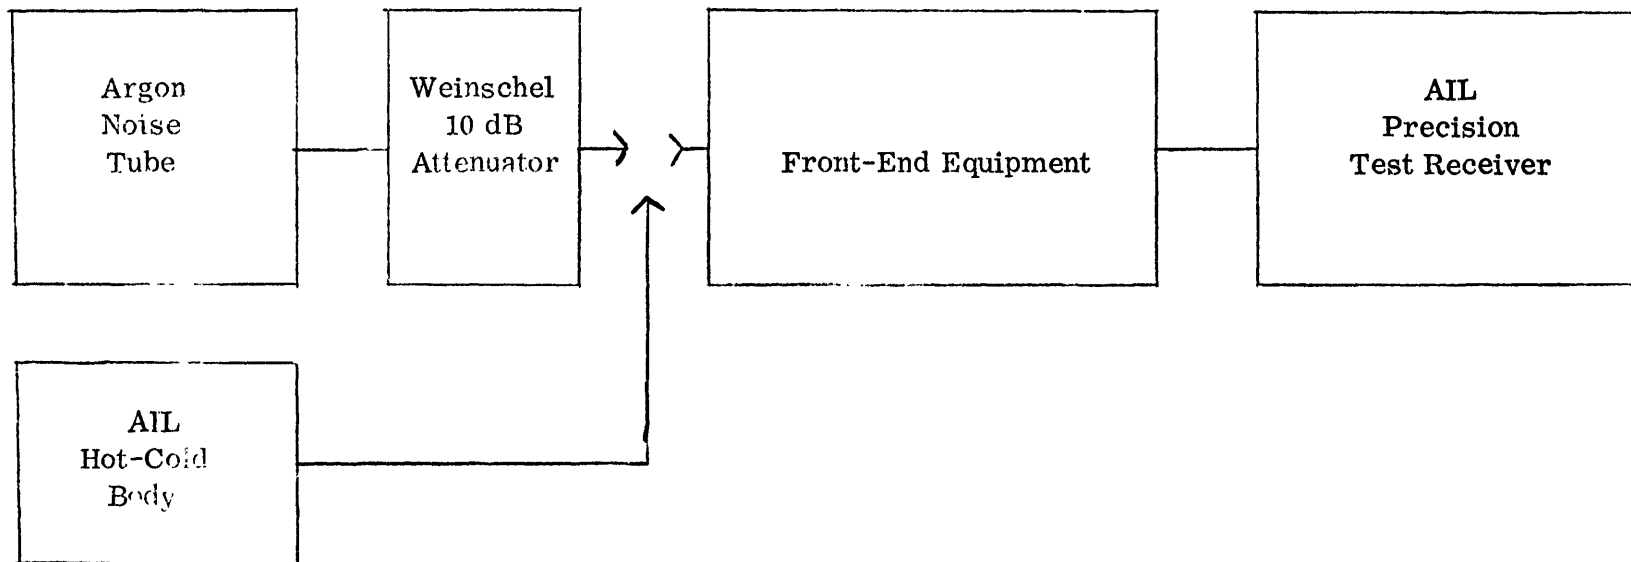 Argon
Noise
Tube
Weinschel
10 dB
Attenuator
Front-End Equipment
AIL
Precision
Test Receiver
AIL
Hot-Cold
Body